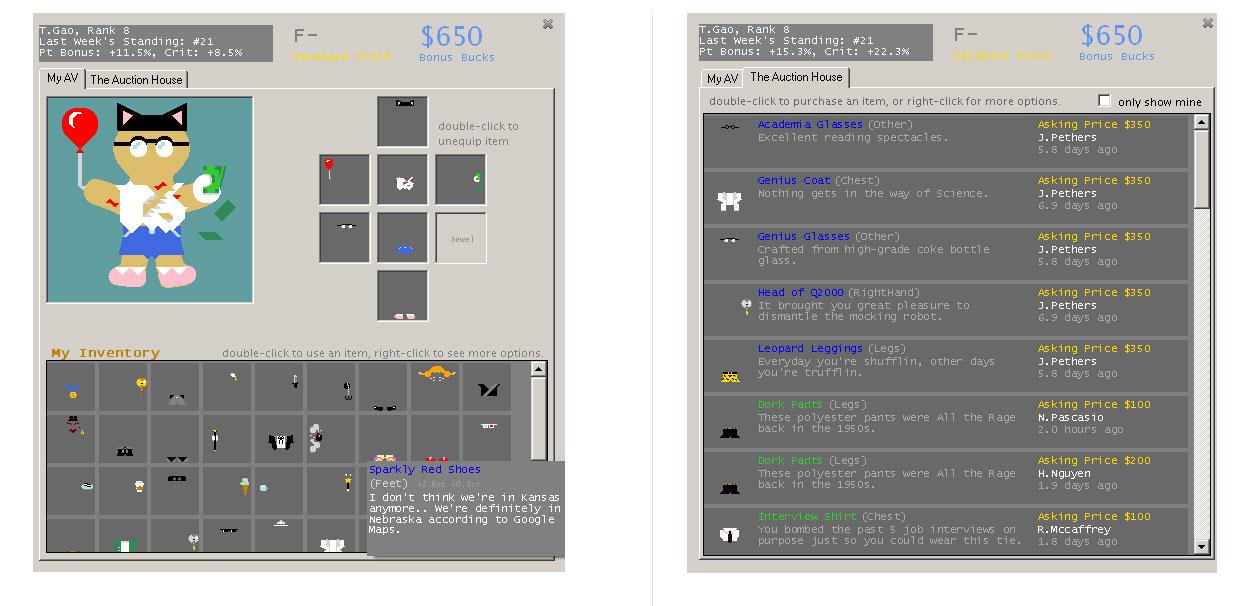 T.Gao, Rank 8
Last Week's Standing: #21
Pt Bonus: +11.5%, Crit: +8.5%
F-
Database Score
$650
Bonus Bucks
My AV
The Auction House
double-click to
unequip item
Jewel
My Inventory
double-click to use an item, right-click to see more options.
Sparkly Red Shoes
(Feet) +2.8pt +0.3cr
I don't think we're in Kansas
anymore.. We're definitely in
Nebraska according to Google
Maps.
T.Gao, Rank 8
Last Week's Standing: #21
Pt Bonus: +15.3%, Crit: +22.3%
F-
Database Score
$650
Bonus Bucks
My AV
The Auction House
double-click to purchase an item, or right-click for more options.
only show mine
Academia Glasses (Other)
Excellent reading spectacles.
Asking Price $350
J.Pethers
5.8 days ago
Genius Coat (Chest)
Nothing gets in the way of Science.
Asking Price $350
J.Pethers
6.9 days ago
Genius Glasses (Other)
Crafted from high-grade coke bottle
glass.
Asking Price $350
J.Pethers
5.8 days ago
Head of Q2000 (RightHand)
It brought you great pleasure to
dismantle the mocking robot.
Asking Price $350
J.Pethers
6.9 days ago
Leopard Leggings (Legs)
Everyday you're shufflin, other days
you're trufflin.
Asking Price $350
J.Pethers
5.8 days ago
Dork Pants (Legs)
These polyester pants were All the Rage
back in the 1950s.
Asking Price $100
N.Pascasio
2.0 hours ago
Dork Pants (Legs)
These polyester pants were All the Rage
back in the 1950s.
Asking Price $200
H.Nguyen
1.9 days ago
Interview Shirt (Chest)
You bombed the past 5 job interviews on
purpose just so you could wear this tie.
Asking Price $100
R.Mccaffrey
1.8 days ago